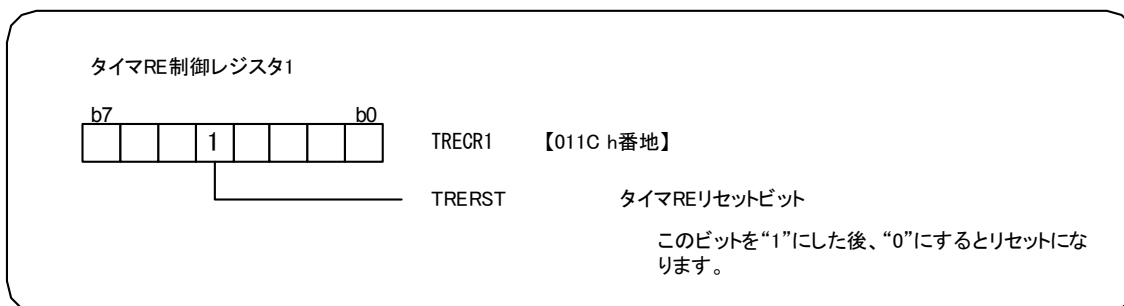 タイマRE制御レジスタ1
b7 b0
1 TRECR1 【011C h番地】
TRERST タイマREリセットビット
このビットを“1”にした後、“0”にするとリセットにな
ります。